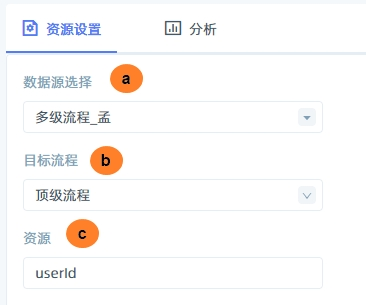 资源设置 分析
数据源选择 a
多级流程_孟
目标流程 b
顶级流程
资源 c
userId